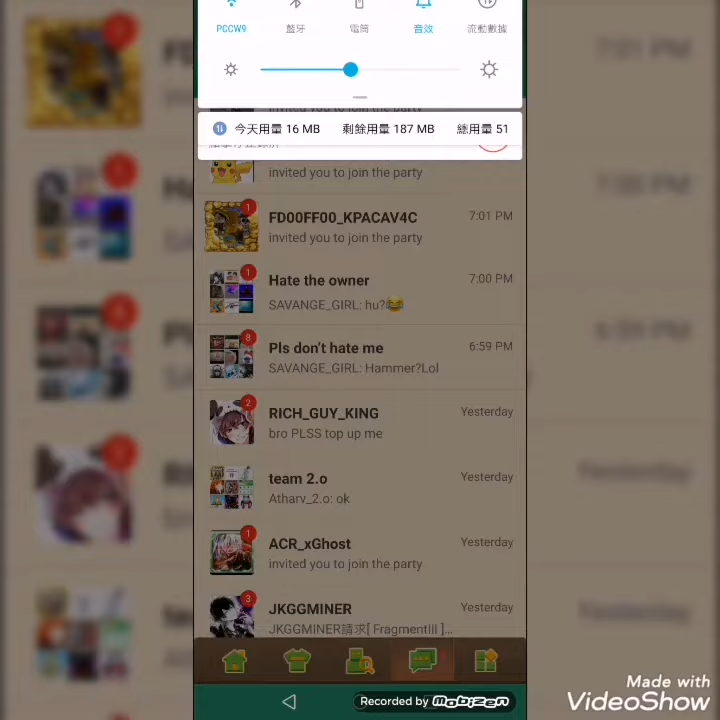 PCCW9 藍牙 電筒 音效 流動數據
今天用量 16 MB 剩餘用量 187 MB 總用量 51
invited you to join the party
FD00FF00_KPACAV4C 7:01 PM
invited you to join the party
Hate the owner 7:00 PM
SAVANGE_GIRL: hu?😂
Pls don't hate me 6:59 PM
SAVANGE_GIRL: Hammer?Lol
RICH_GUY_KING Yesterday
bro PLSS top up me
team 2.o Yesterday
Atharv_2.o: ok
ACR_xGhost Yesterday
invited you to join the party
JKGGMINER Yesterday
JKGGMINER請求[ FragmentIII ]...
Recorded by mobizen
Made with
VideoShow